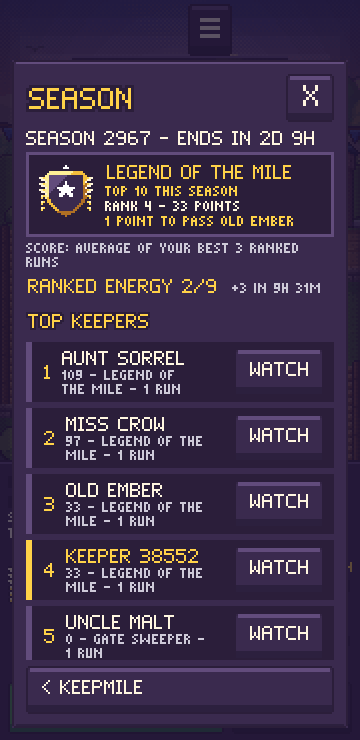 SEASON
X
SEASON 2967 - ENDS IN 2D 9H
LEGEND OF THE MILE
TOP 10 THIS SEASON
RANK 4 - 33 POINTS
1 POINT TO PASS OLD EMBER
SCORE: AVERAGE OF YOUR BEST 3 RANKED
RUNS
RANKED ENERGY 2/9 +3 IN 9H 31M
TOP KEEPERS
1 AUNT SORREL
109 - LEGEND OF
THE MILE - 1 RUN
WATCH
2 MISS CROW
97 - LEGEND OF THE
MILE - 1 RUN
WATCH
3 OLD EMBER
33 - LEGEND OF THE
MILE - 1 RUN
WATCH
4 KEEPER 38552
33 - LEGEND OF THE
MILE - 1 RUN
WATCH
5 UNCLE MALT
0 - GATE SWEEPER -
1 RUN
WATCH
< KEEPMILE